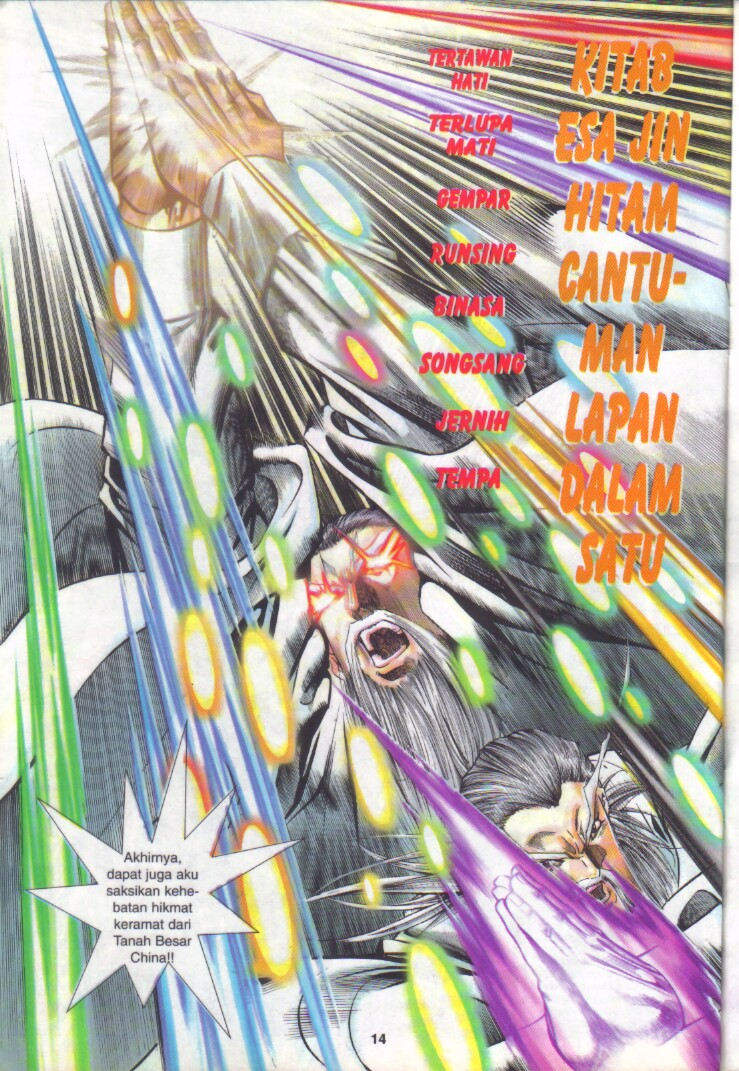 TERTAWAN
HATI
TERLUPA
MATI
GEMPAR
RUNSING
BINASA
SONGSANG
JERNIH
TEMPA
KITAB
ESA JIN
HITAM
CANTU-
MAN
LAPAN
DALAM
SATU
Akhirnya,
dapat juga aku
saksikan kehe-
batan hikmat
keramat dari
Tanah Besar
China!!
14